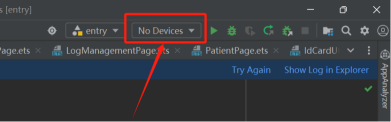 s [entry]
entry
No Devices
Page.ets
LogManagementPage.ets
PatientPage.ets
IdCardU
Try Again
Show Log in Explorer
AppAnalyzer